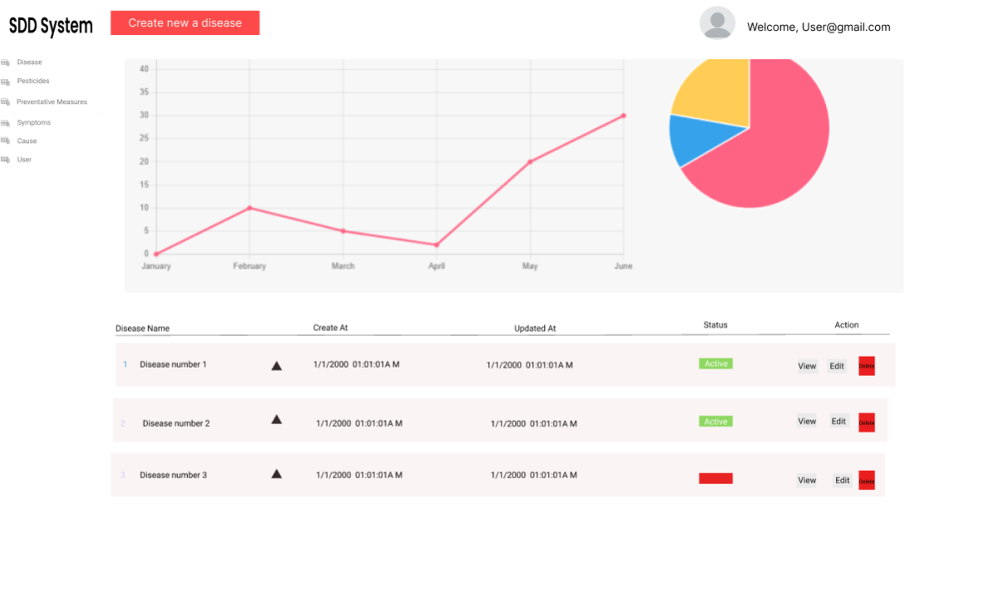 SDD System
Create new a disease
Welcome, User@gmail.com
Disease
Pesticides
Preventative Measures
Symptoms
Cause
User
40
35
30
25
20
15
10
5
0
January February March April May June
Disease Name Create At Updated At Status Action
1 Disease number 1 1/1/2000 01:01:01A M 1/1/2000 01:01:01A M Active View Edit Delete
2 Disease number 2 1/1/2000 01:01:01A M 1/1/2000 01:01:01A M Active View Edit Delete
3 Disease number 3 1/1/2000 01:01:01A M 1/1/2000 01:01:01A M View Edit Delete